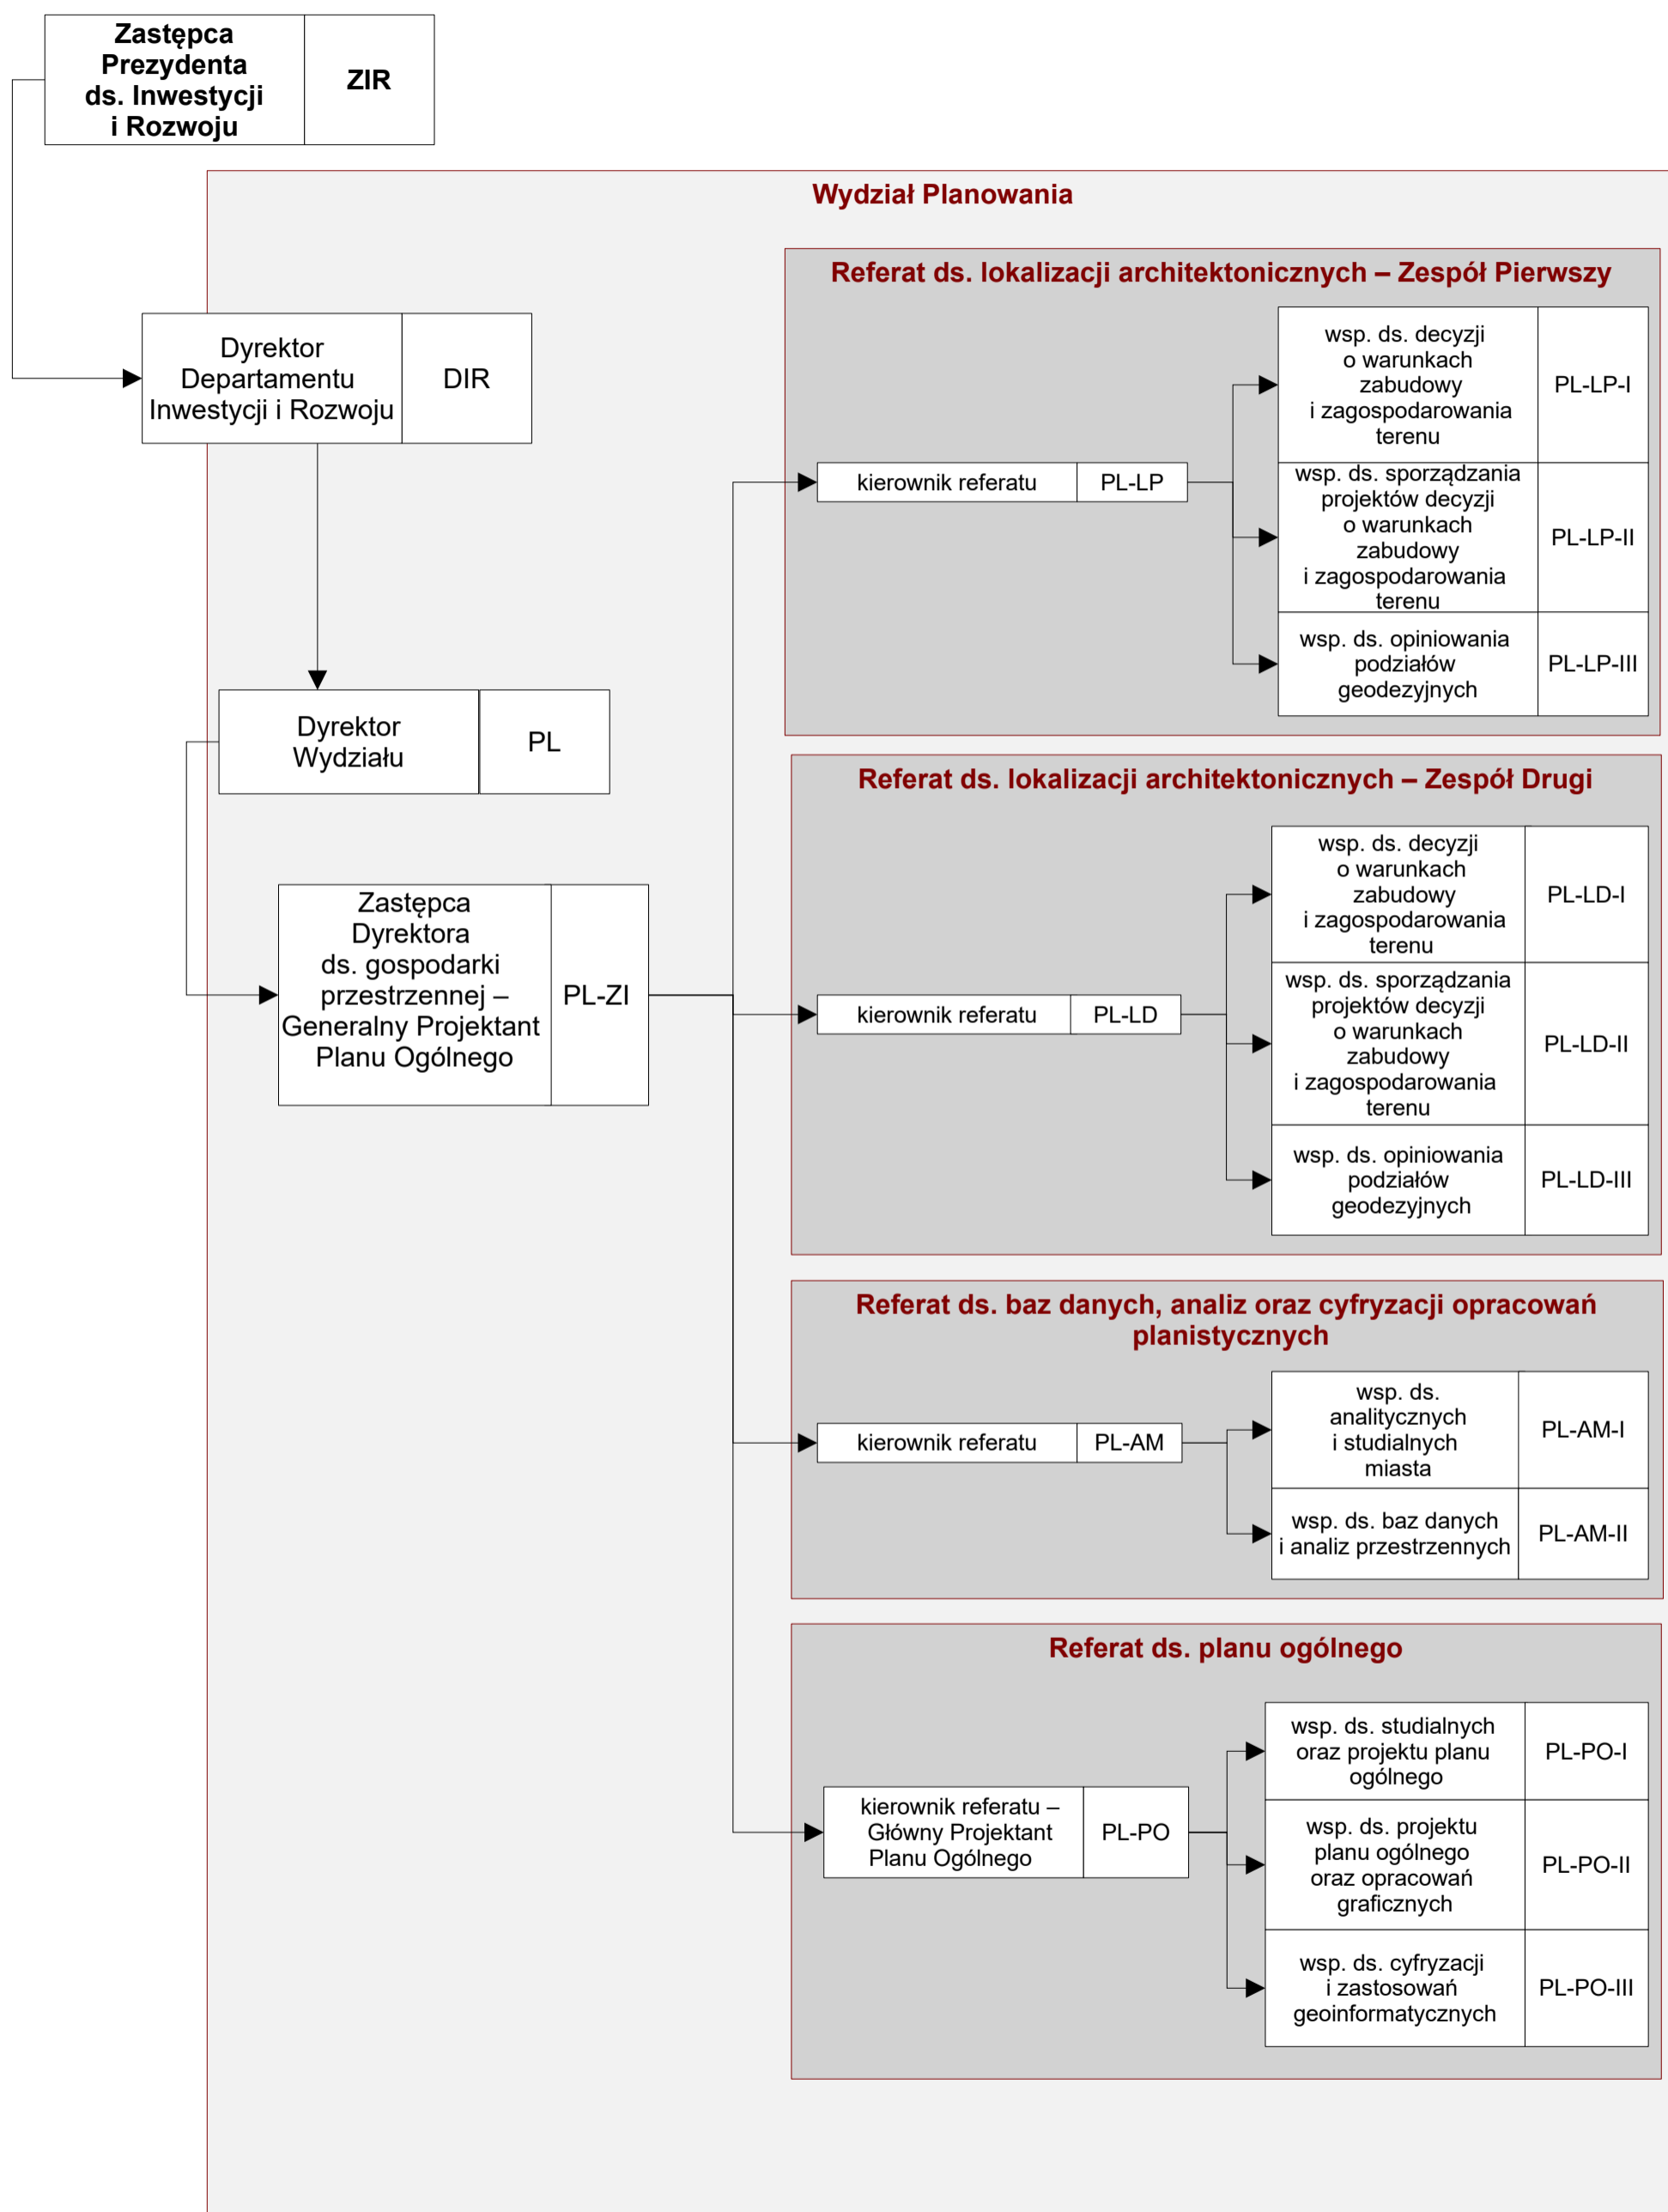 Zastępca
Prezydenta
ds. Inwestycji
i Rozwoju
ZIR
Wydział Planowania
Dyrektor
Departamentu
Inwestycji i Rozwoju
DIR
Dyrektor
Wydziału
PL
Zastępca
Dyrektora
ds. gospodarki
przestrzennej –
Generalny Projektant
Planu Ogólnego
PL-ZI
Referat ds. lokalizacji architektonicznych – Zespół Pierwszy
kierownik referatu
PL-LP
wsp. ds. decyzji
o warunkach
zabudowy
i zagospodarowania
terenu
PL-LP-I
wsp. ds. sporządzania
projektów decyzji
o warunkach
zabudowy
i zagospodarowania
terenu
PL-LP-II
wsp. ds. opiniowania
podziałów
geodezyjnych
PL-LP-III
Referat ds. lokalizacji architektonicznych – Zespół Drugi
kierownik referatu
PL-LD
wsp. ds. decyzji
o warunkach
zabudowy
i zagospodarowania
terenu
PL-LD-I
wsp. ds. sporządzania
projektów decyzji
o warunkach
zabudowy
i zagospodarowania
terenu
PL-LD-II
wsp. ds. opiniowania
podziałów
geodezyjnych
PL-LD-III
Referat ds. baz danych, analiz oraz cyfryzacji opracowań
planistycznych
kierownik referatu
PL-AM
wsp. ds.
analitycznych
i studialnych
miasta
PL-AM-I
wsp. ds. baz danych
i analiz przestrzennych
PL-AM-II
Referat ds. planu ogólnego
kierownik referatu –
Główny Projektant
Planu Ogólnego
PL-PO
wsp. ds. studialnych
oraz projektu planu
ogólnego
PL-PO-I
wsp. ds. projektu
planu ogólnego
oraz opracowań
graficznych
PL-PO-II
wsp. ds. cyfryzacji
i zastosowań
geoinformatycznych
PL-PO-III